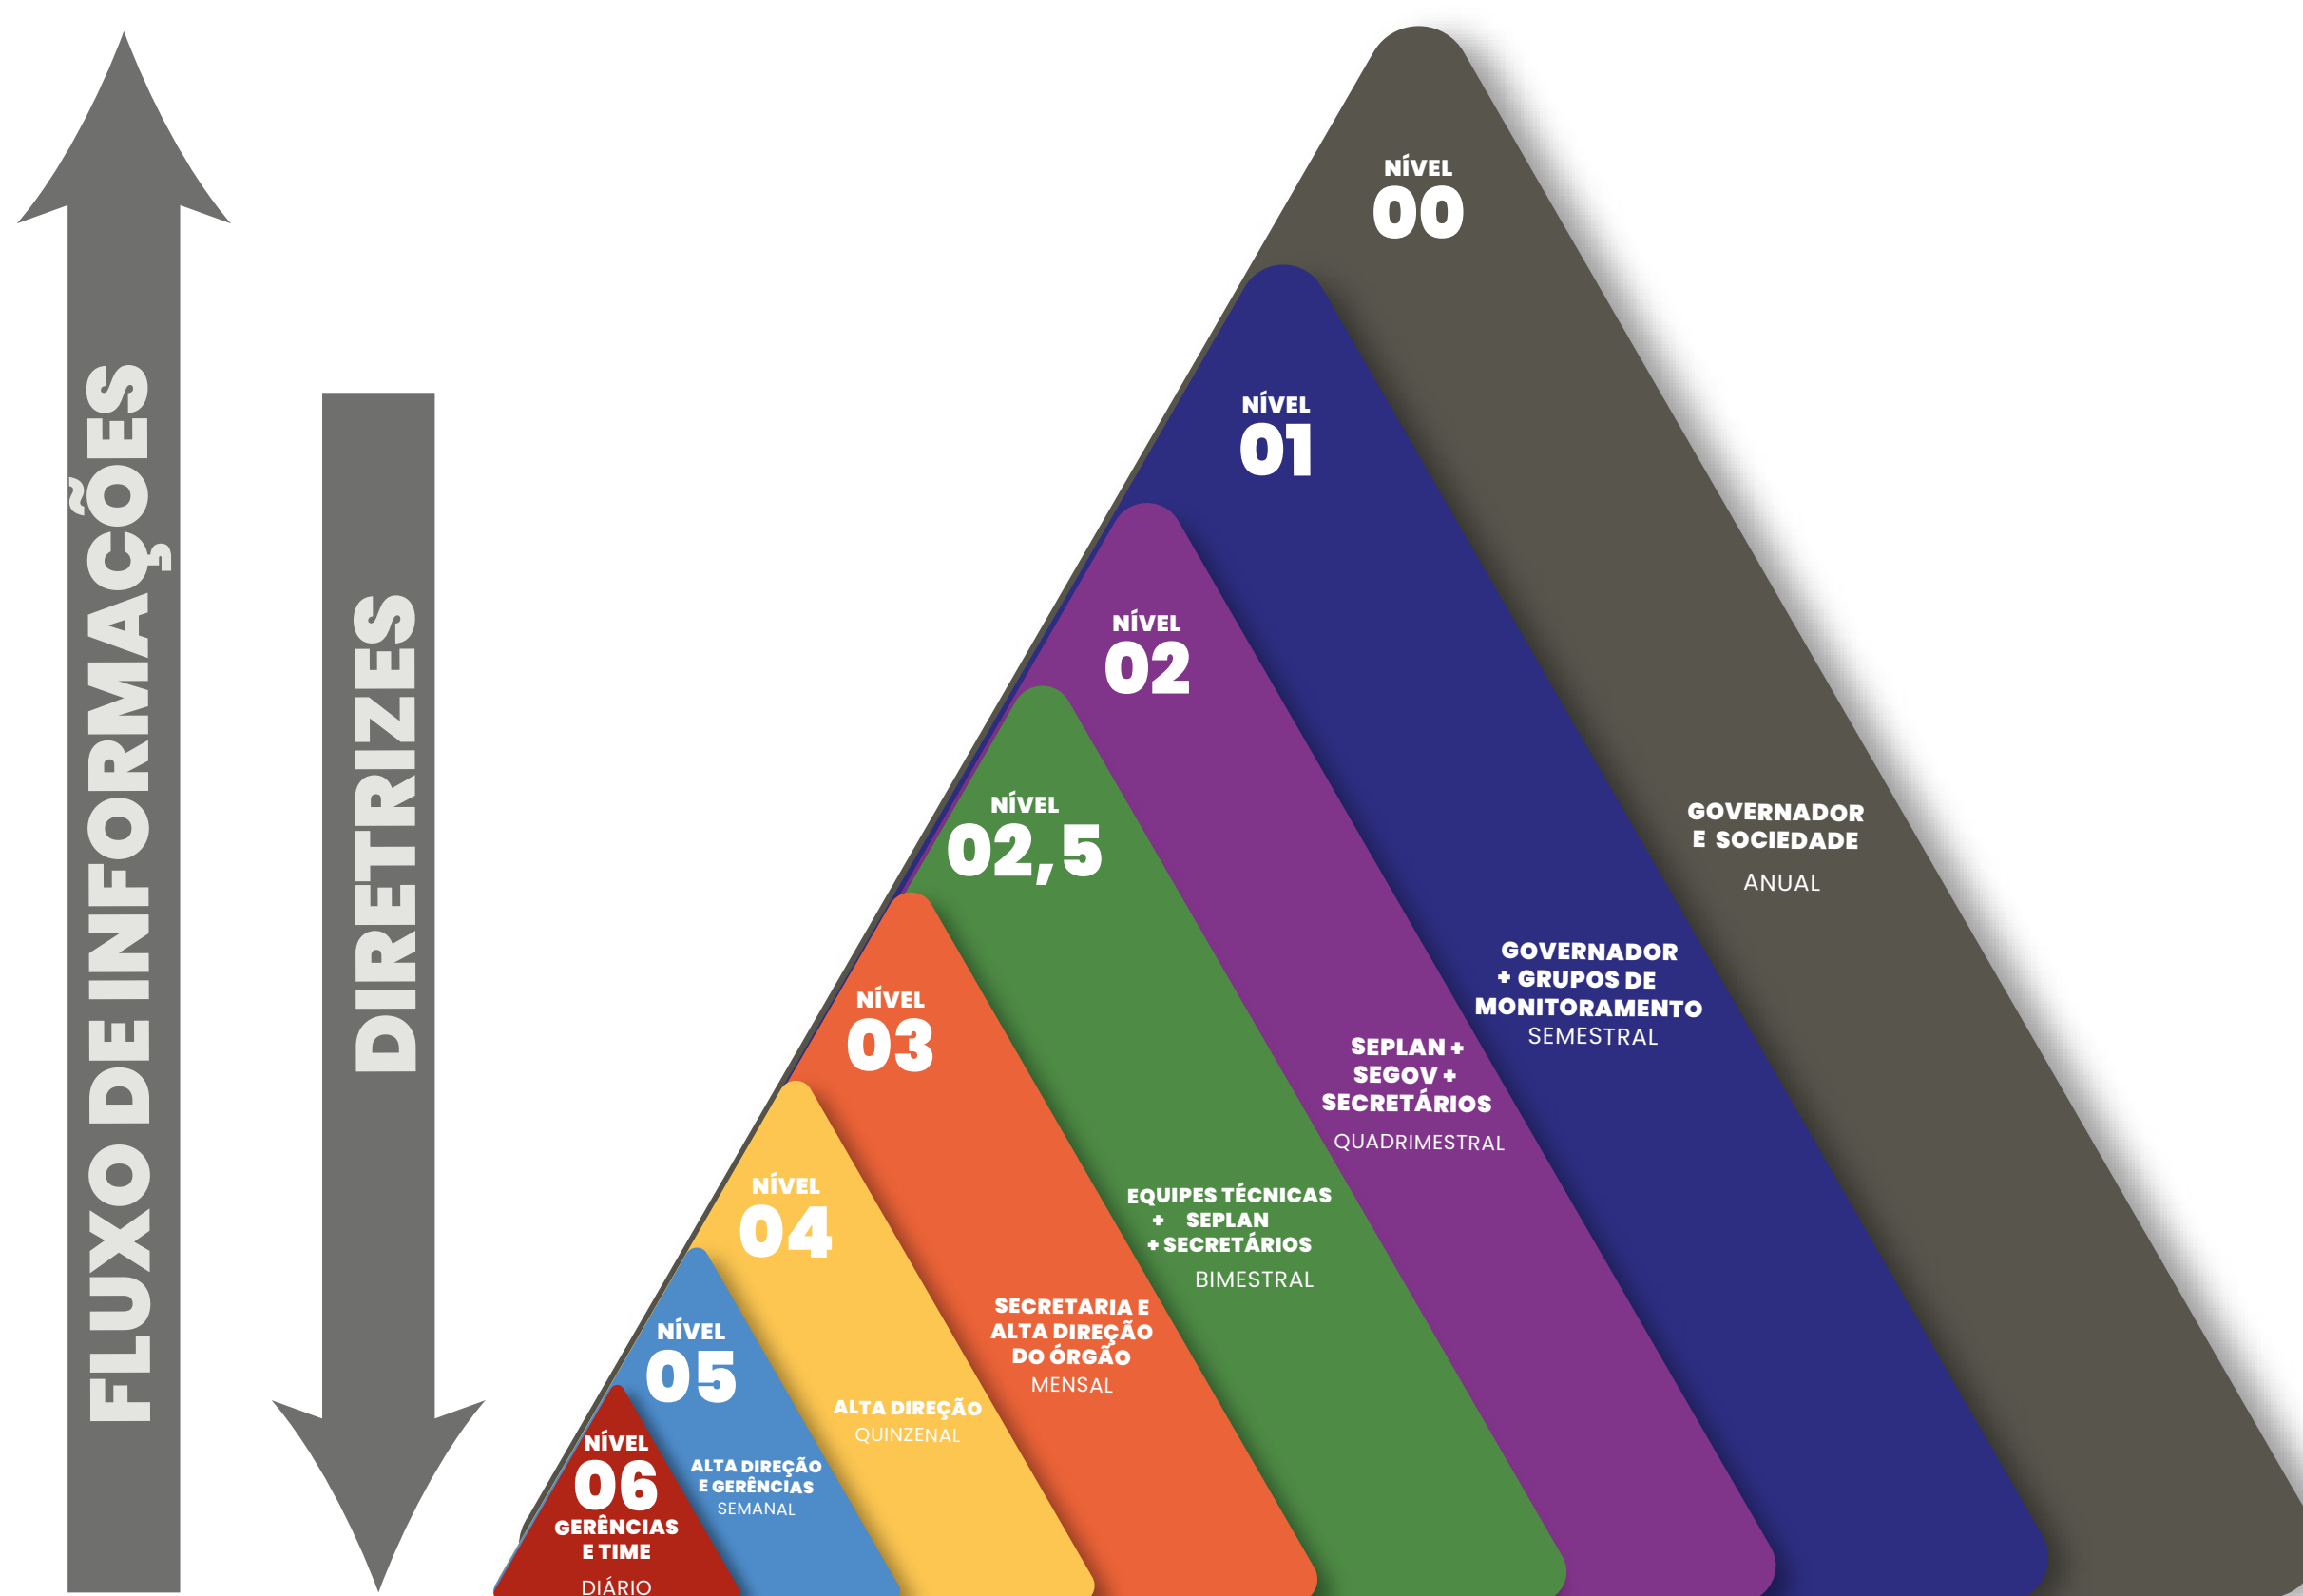 FLUXO DE INFORMAÇÕES
DIRETRIZES
NÍVEL
00
GOVERNADOR
E SOCIEDADE
ANUAL
NÍVEL
01
GOVERNADOR
+ GRUPOS DE
MONITORAMENTO
SEMESTRAL
NÍVEL
02
SEPLAN +
SEGOV +
SECRETÁRIOS
QUADRIMESTRAL
NÍVEL
02,5
EQUIPES TÉCNICAS
+ SEPLAN
+ SECRETÁRIOS
BIMESTRAL
NÍVEL
03
SECRETARIA E
ALTA DIREÇÃO
DO ÓRGÃO
MENSAL
NÍVEL
04
ALTA DIREÇÃO
QUINZENAL
NÍVEL
05
ALTA DIREÇÃO
E GERÊNCIAS
SEMANAL
NÍVEL
06
GERÊNCIAS
E TIME
DIÁRIO